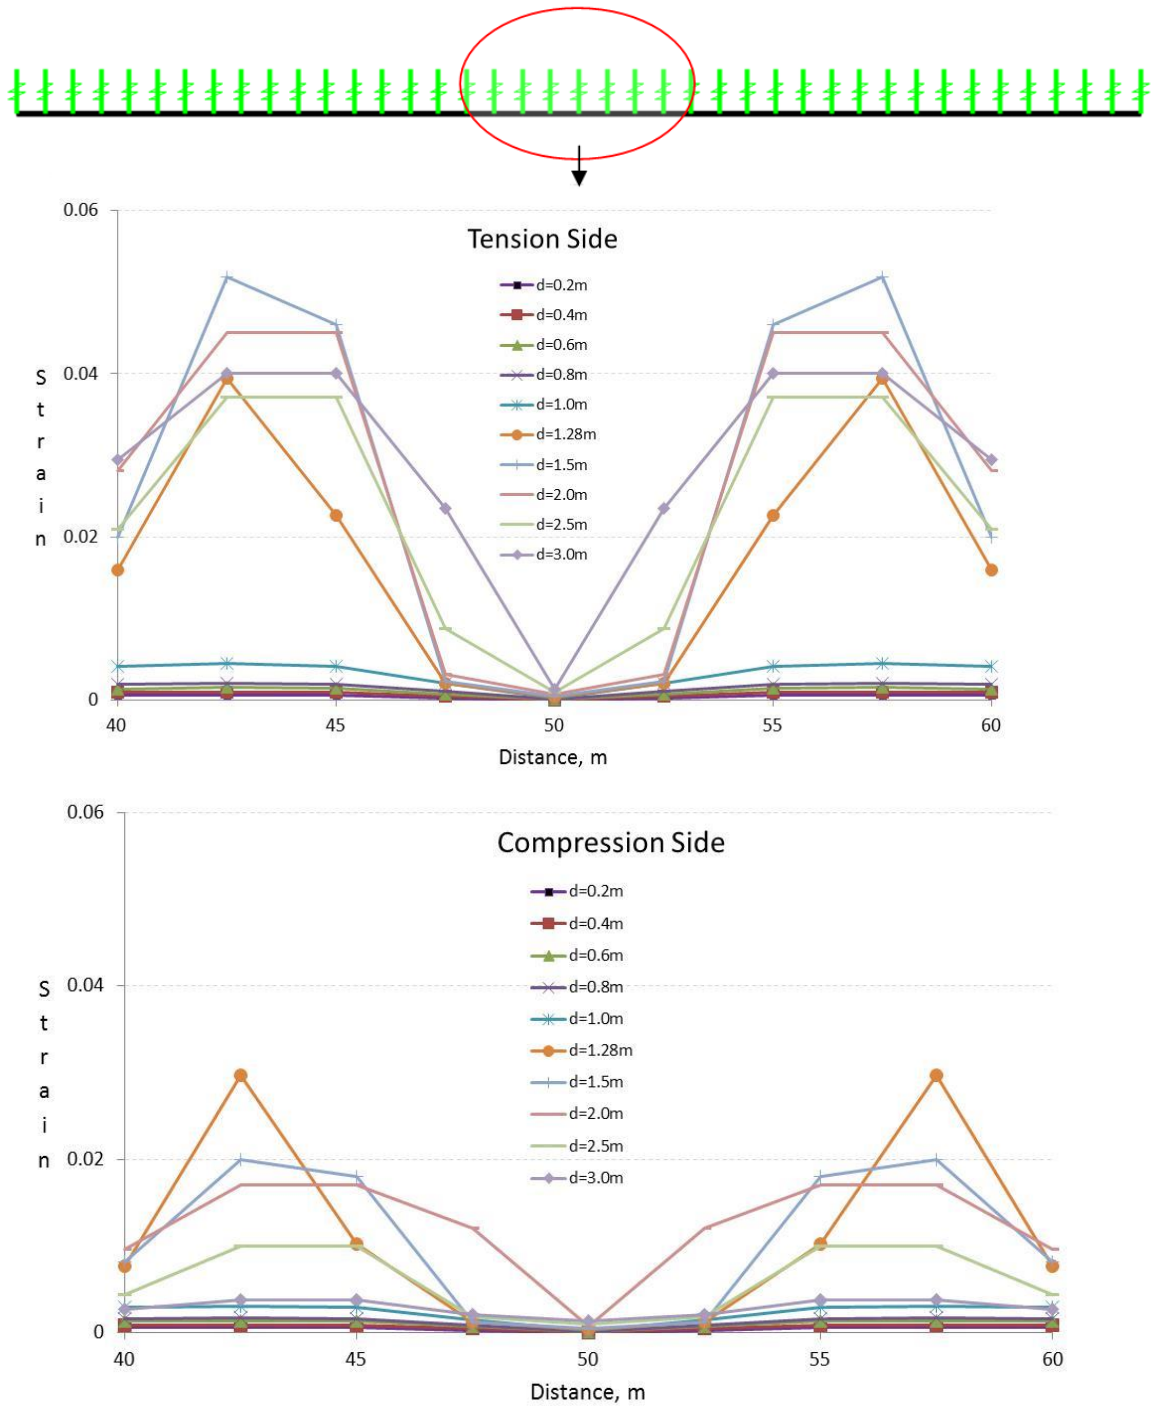 0.06
Tension Side
d=0.2m
d=0.4m
d=0.6m
d=0.8m
d=1.0m
d=1.28m
d=1.5m
d=2.0m
d=2.5m
d=3.0m
Strain
0.04
0.02
0
40 45 50 55 60
Distance, m
0.06
Compression Side
d=0.2m
d=0.4m
d=0.6m
d=0.8m
d=1.0m
d=1.28m
d=1.5m
d=2.0m
d=2.5m
d=3.0m
Strain
0.04
0.02
0
40 45 50 55 60
Distance, m